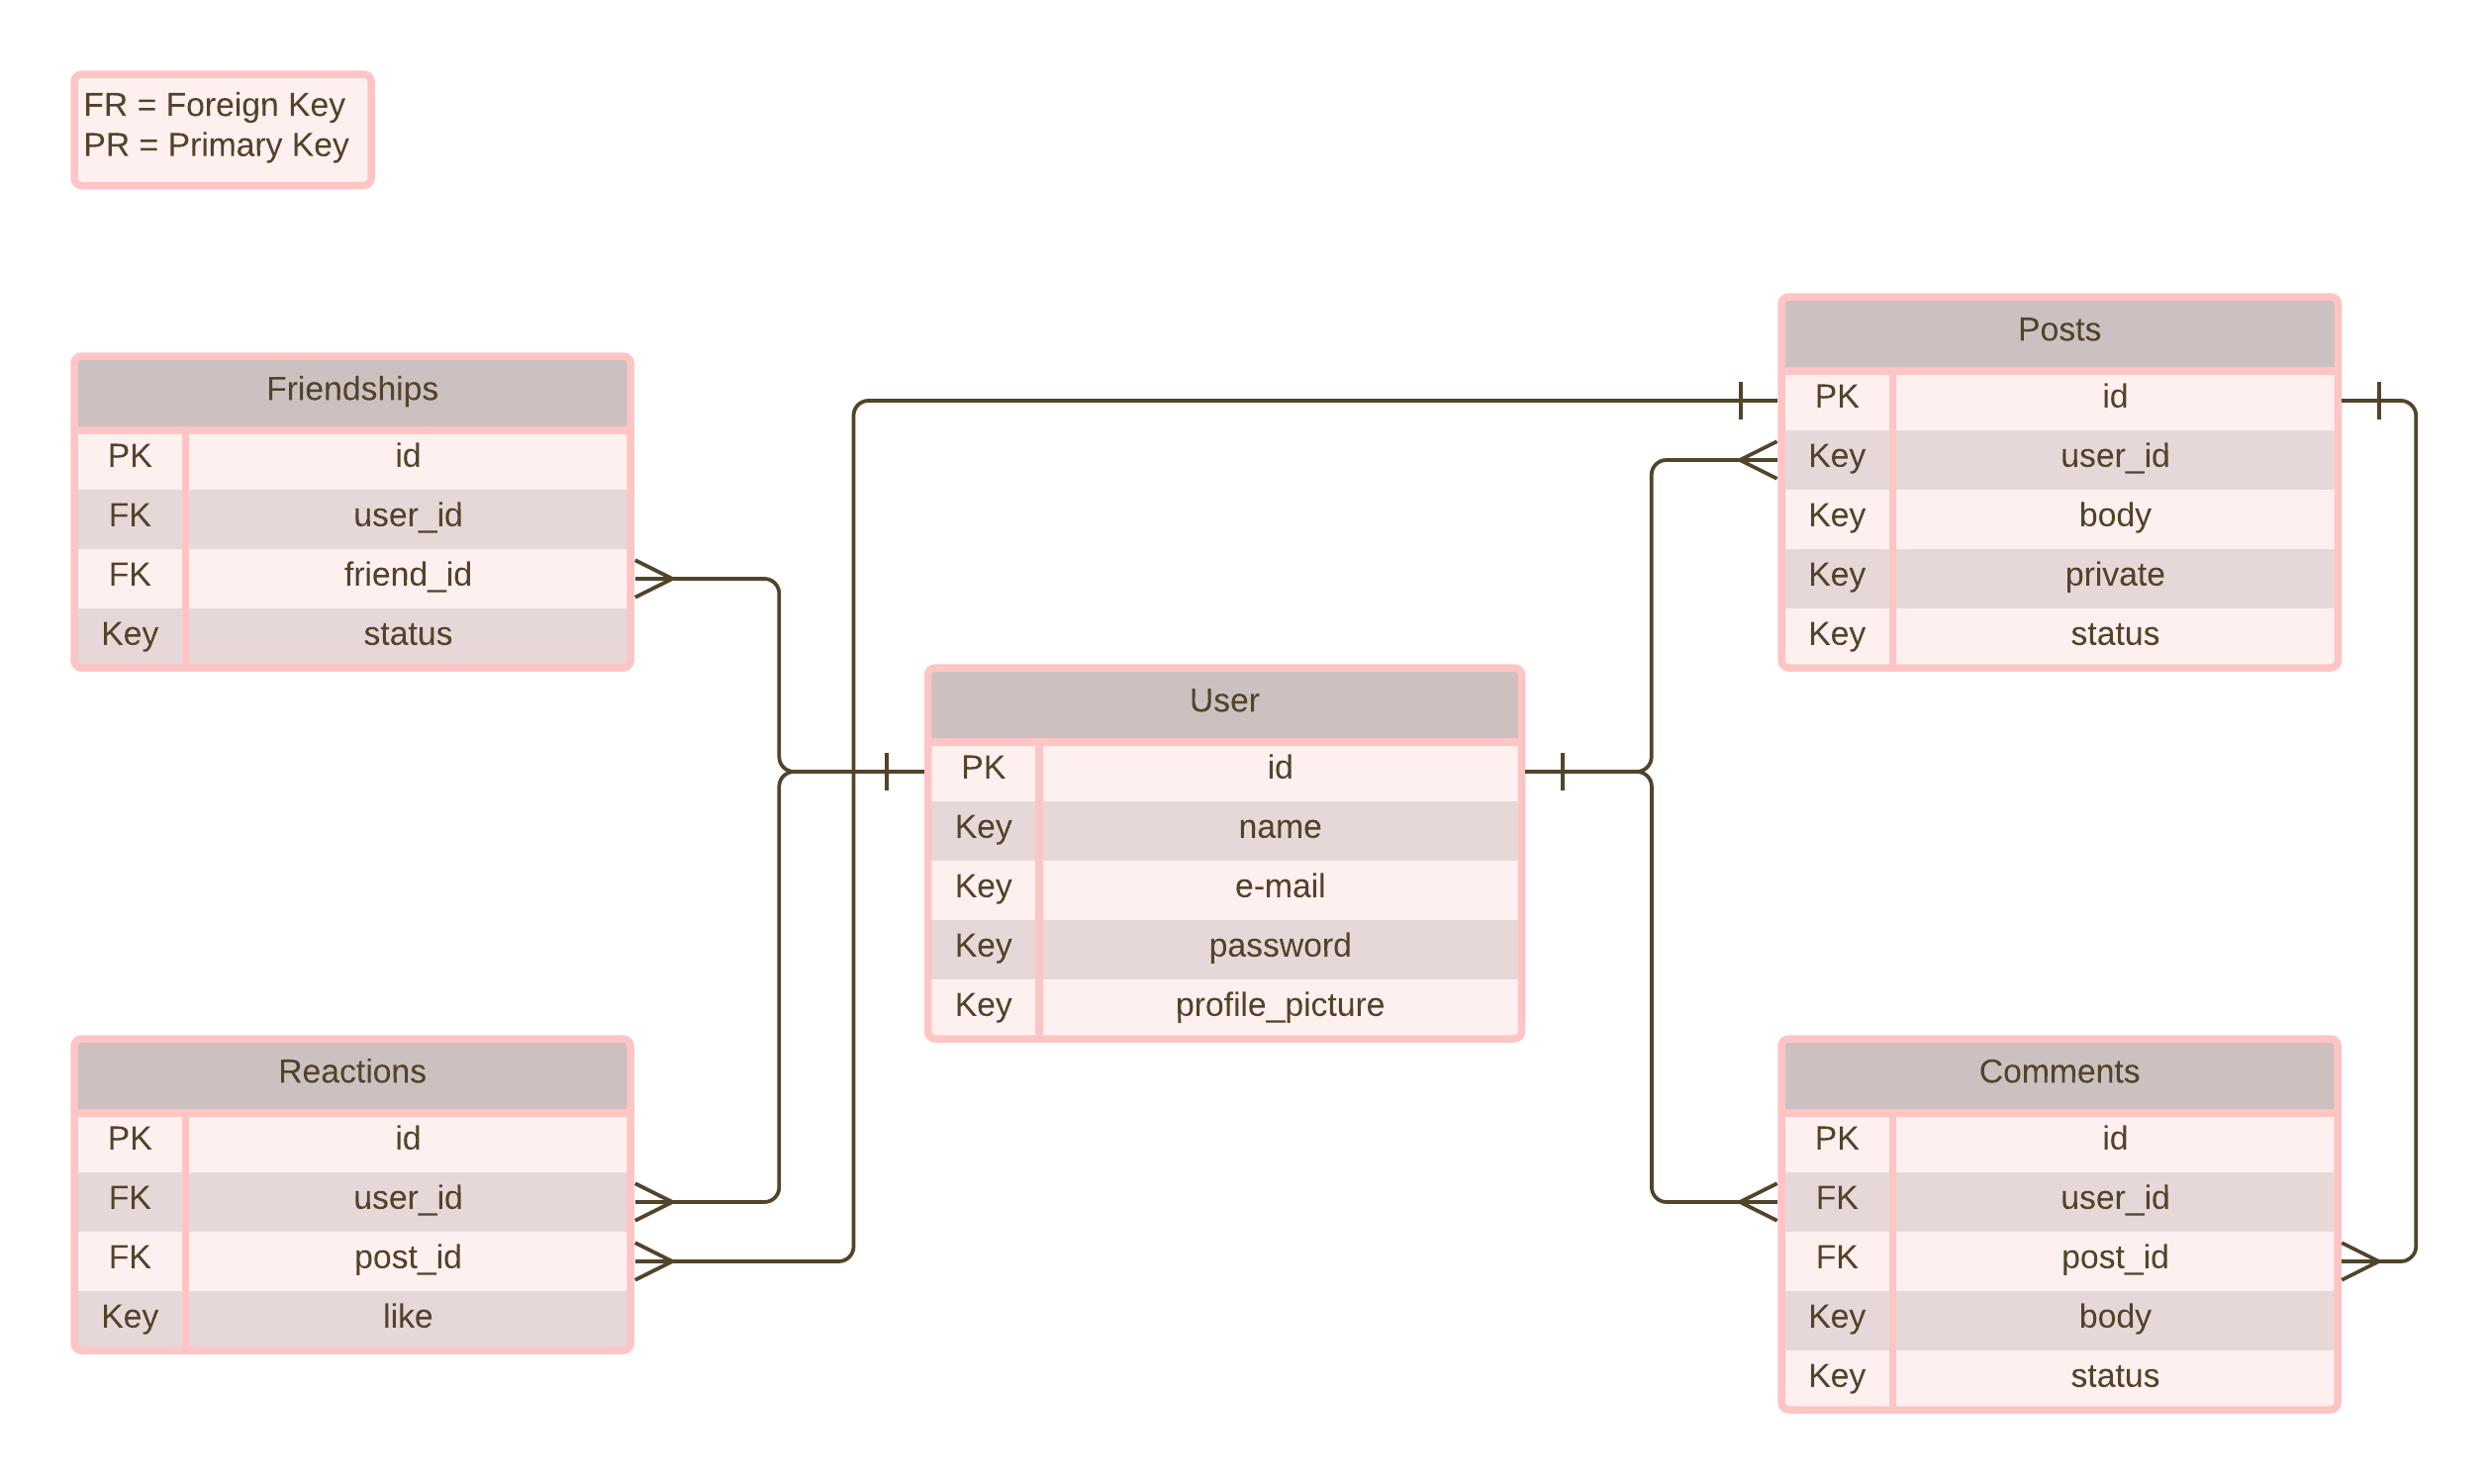 FR = Foreign Key
PR = Primary Key
Friendships
PK id
FK user_id
FK friend_id
Key status
Posts
PK id
Key user_id
Key body
Key private
Key status
User
PK id
Key name
Key e-mail
Key password
Key profile_picture
Reactions
PK id
FK user_id
FK post_id
Key like
Comments
PK id
FK user_id
FK post_id
Key body
Key status